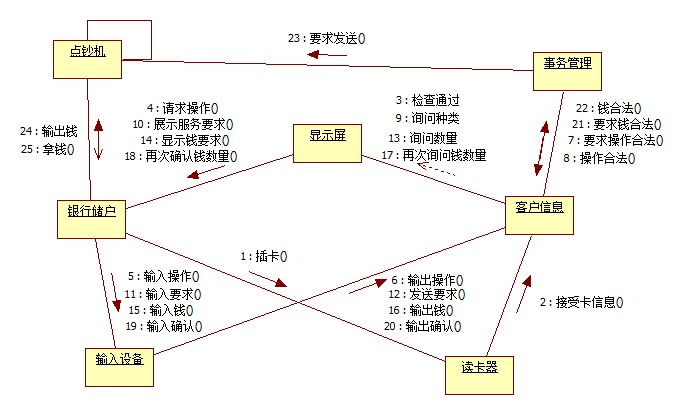 23 : 要求发送()
点钞机
事务管理
3 : 检查通过
9 : 询问种类
13 : 询问数量
17 : 再次询问钱数量
4 : 请求操作()
10 : 展示服务要求()
14 : 显示钱要求()
18 : 再次确认钱数量()
22 : 钱合法()
21 : 要求钱合法()
7 : 要求操作合法()
8 : 操作合法()
24 : 输出钱
25 : 拿钱()
显示屏
银行储户
客户信息
1 : 插卡()
5 : 输入操作()
11 : 输入要求()
15 : 输入钱()
19 : 输入确认()
6 : 输出操作()
12 : 发送要求()
16 : 输出钱()
20 : 输出确认()
2 : 接受卡信息()
输入设备
读卡器